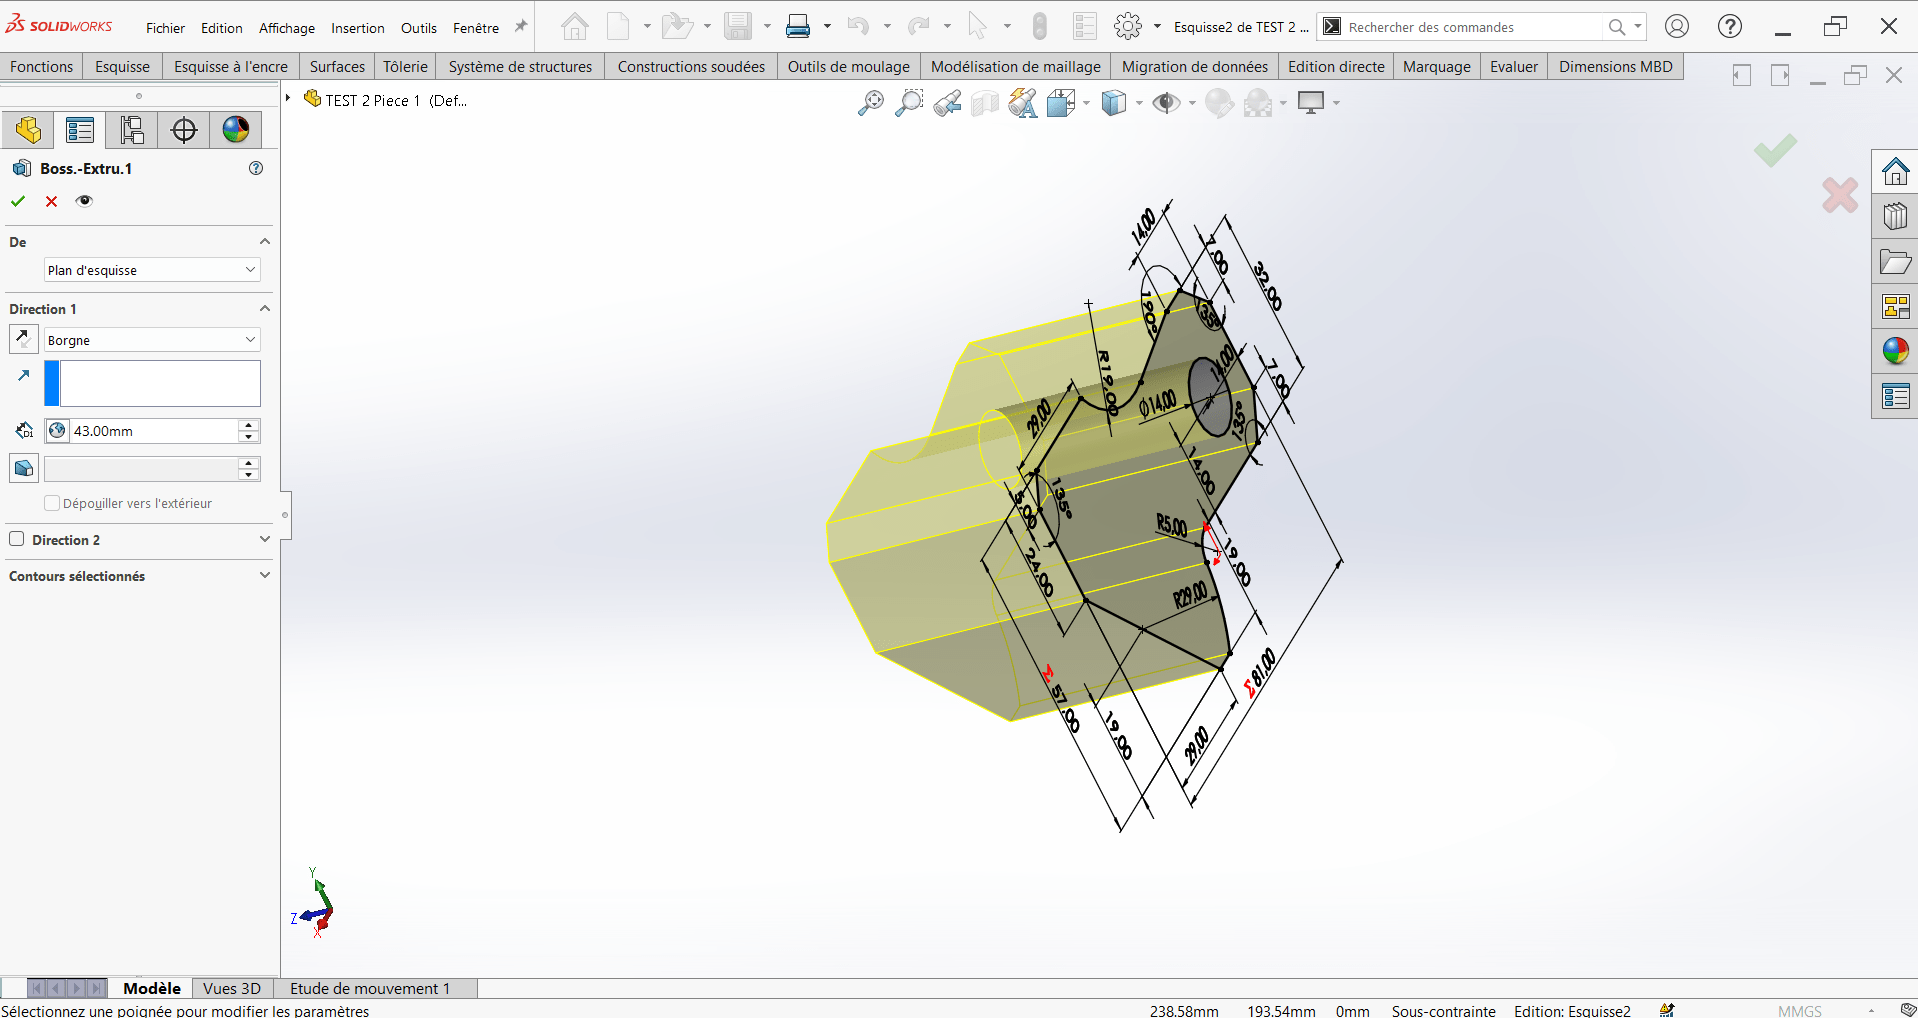 SOLIDWORKS
Fichier Edition Affichage Insertion Outils Fenêtre
Esquisse2 de TEST 2 ...
Rechercher des commandes
Fonctions Esquisse Esquisse à l'encre Surfaces Tôlerie Système de structures Constructions soudées Outils de moulage Modélisation de maillage Migration de données Edition directe Marquage Evaluer Dimensions MBD
TEST 2 Piece 1 (Def...
Boss.-Extru.1
De
Plan d'esquisse
Direction 1
Borgne
43.00mm
Dépouiller vers l'extérieur
Direction 2
Contours sélectionnés
14,00
7,00
32,00
190°
35°
R19,00
14,00
7,00
Ø14,00
29,00
135°
14,00
135°
5,00
R5,00
19,00
24,00
R29,00
Σ 57,00
Σ 81,00
19,00
29,00
Y
Z
X
Modèle Vues 3D Etude de mouvement 1
Sélectionnez une poignée pour modifier les paramètres
238.58mm 193.54mm 0mm Sous-contrainte Edition: Esquisse2 MMGS